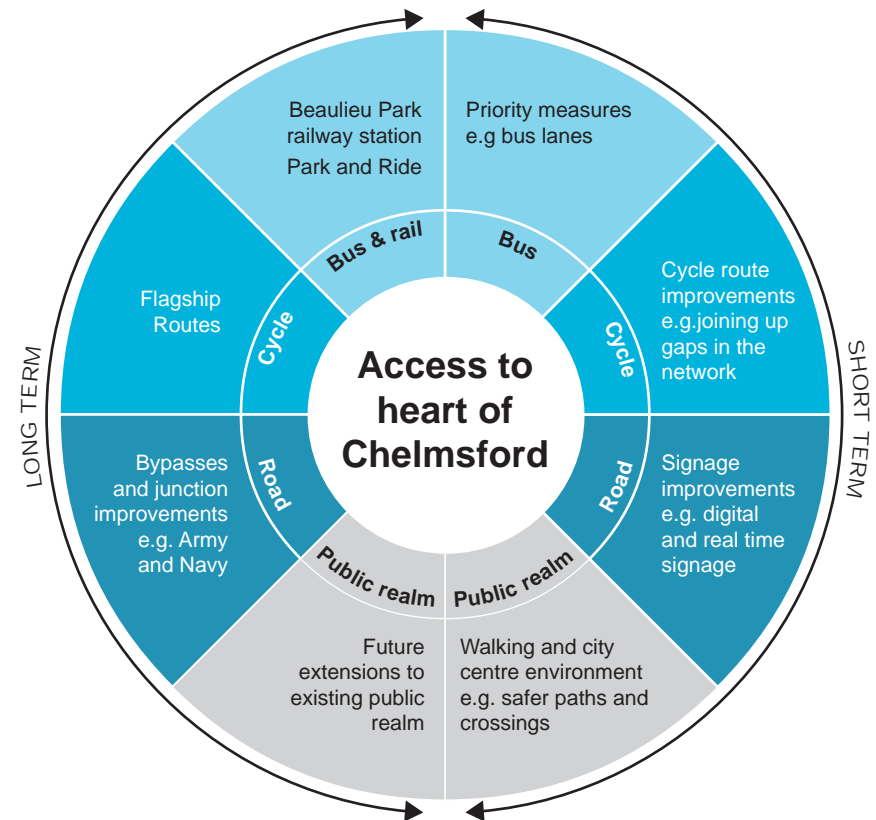 Beaulieu Park
railway station
Park and Ride
Priority measures
e.g bus lanes
Bus & rail
Bus
Flagship
Routes
Cycle
Cycle
Cycle route
improvements
e.g.joining up
gaps in the
network
LONG TERM
Access to
heart of
Chelmsford
SHORT TERM
Bypasses
and junction
improvements
e.g. Army
and Navy
Road
Road
Signage
improvements
e.g. digital
and real time
signage
Public realm
Public realm
Future
extensions to
existing public
realm
Walking and city
centre environment
e.g. safer paths and
crossings